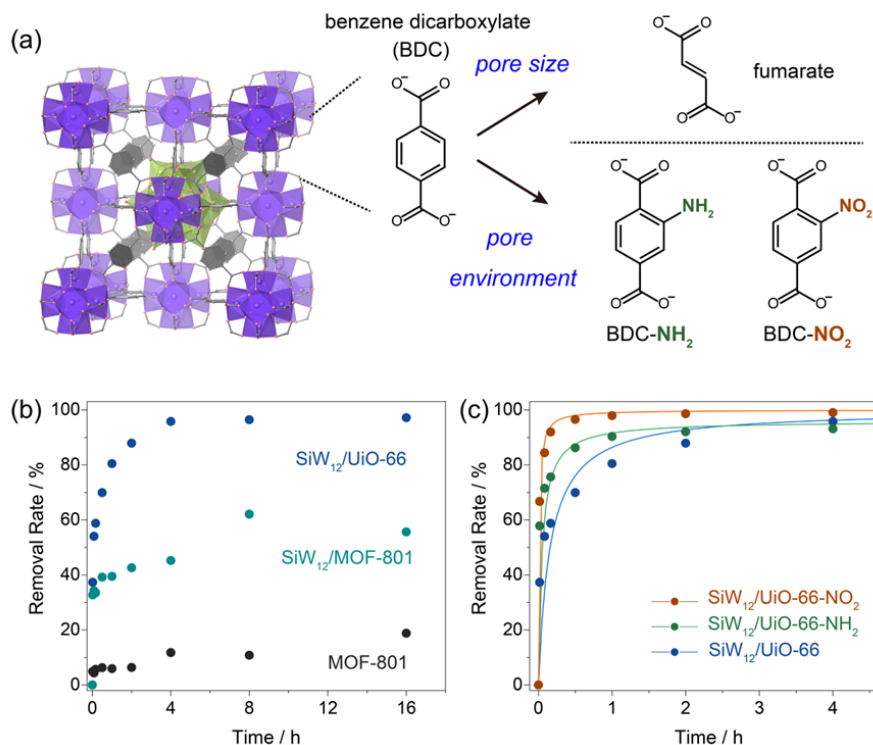 (a)
benzene dicarboxylate
(BDC)
pore size
pore
environment
O⁻
O
O
O⁻
fumarate
O⁻
O
O
O⁻
O⁻
O
NH₂
O
O⁻
BDC-NH₂
O⁻
O
NO₂
O
O⁻
BDC-NO₂
(b)
Removal Rate / %
100
80
60
40
20
0
SiW₁₂/UiO-66
SiW₁₂/MOF-801
MOF-801
0
4
8
12
16
Time / h
(c)
Removal Rate / %
100
80
60
40
20
0
SiW₁₂/UiO-66-NO₂
SiW₁₂/UiO-66-NH₂
SiW₁₂/UiO-66
0
1
2
3
4
Time / h